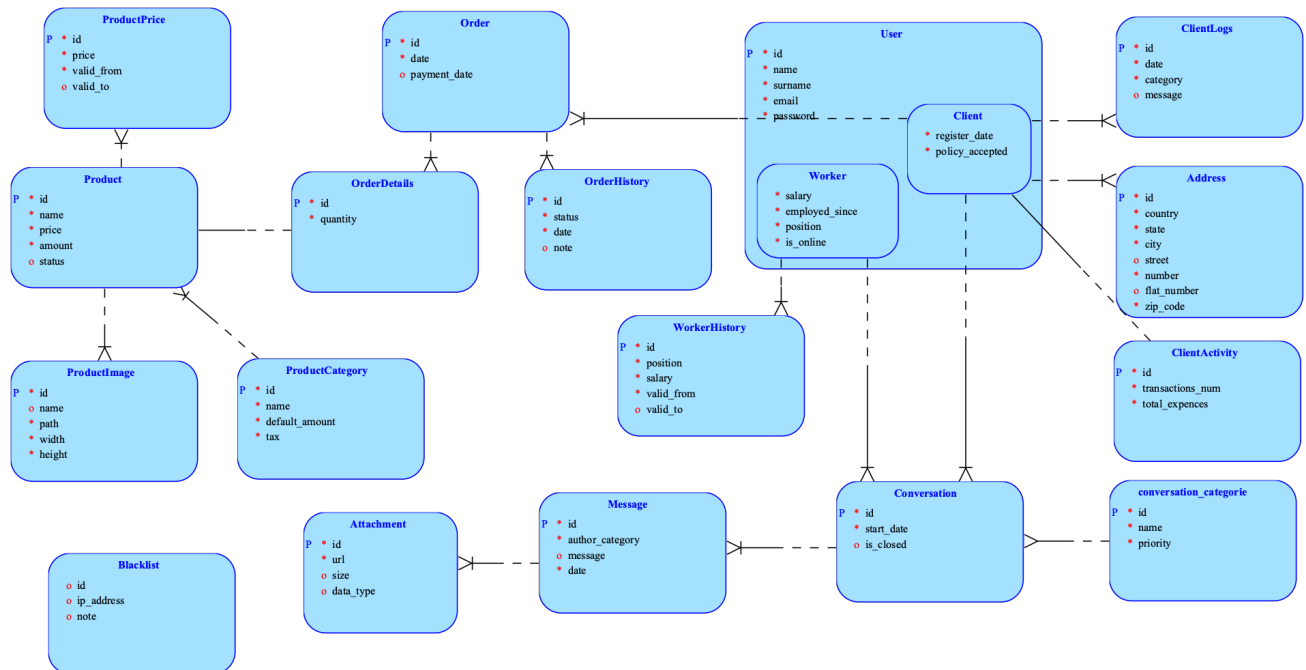 ProductPrice
P * id
* price
* valid_from
o valid_to
Order
P * id
* date
o payment_date
User
P * id
* name
* surname
* email
* password
Client
* register_date
* policy_accepted
Worker
* salary
* employed_since
* position
* is_online
ClientLogs
P * id
* date
* category
o message
Product
P * id
* name
* price
* amount
o status
OrderDetails
P * id
* quantity
OrderHistory
P * id
* status
* date
o note
Address
P * id
* country
* state
* city
o street
* number
o flat_number
* zip_code
WorkerHistory
P * id
* position
* salary
* valid_from
o valid_to
ClientActivity
P * id
* transactions_num
* total_expences
ProductImage
P * id
o name
* path
* width
* height
ProductCategory
P * id
* name
* default_amount
* tax
Attachment
P * id
* url
o size
o data_type
Message
P * id
* author_category
o message
* date
Conversation
P * id
* start_date
o is_closed
conversation_categorie
P * id
* name
* priority
Blacklist
o id
o ip_address
o note